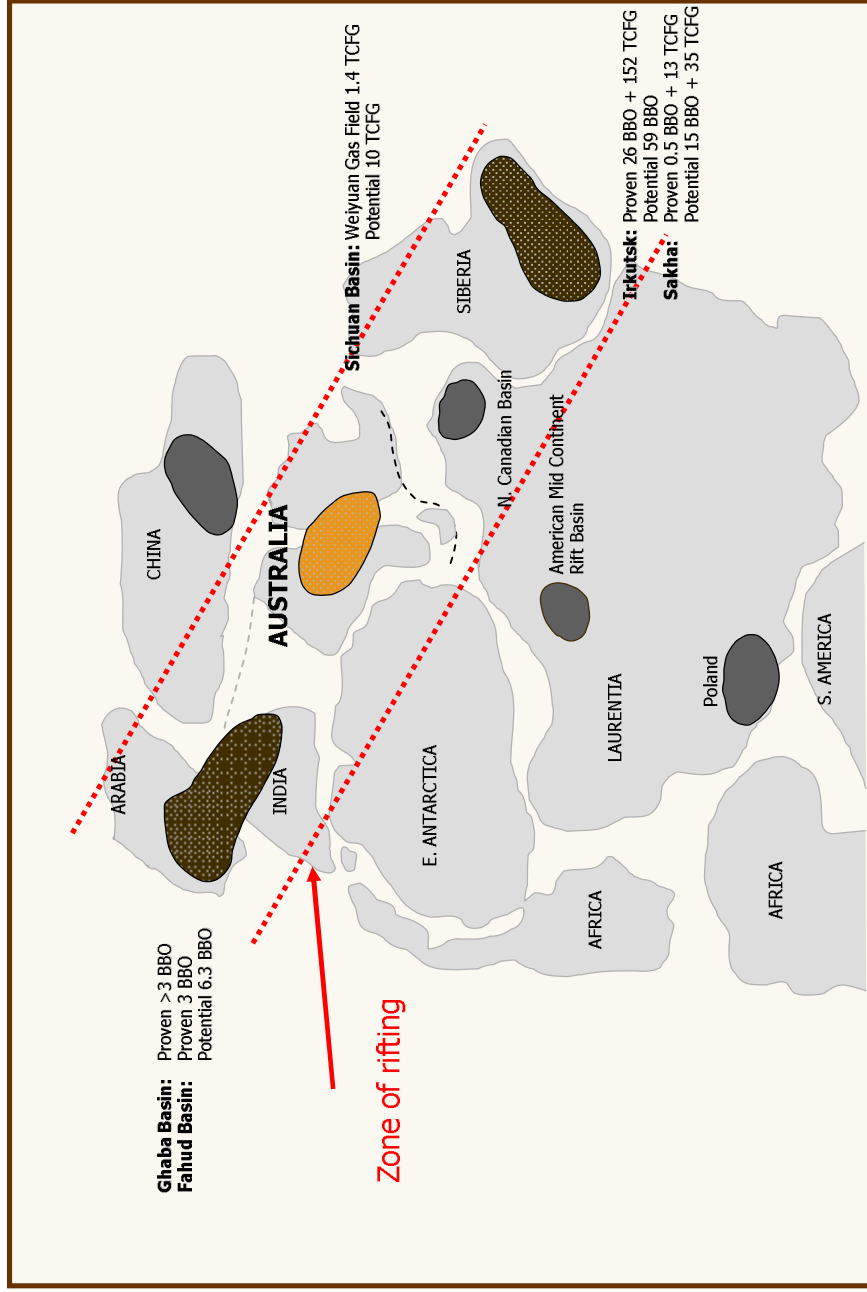 Ghaba Basin: Proven >3 BBO
Fahud Basin: Proven 3 BBO
Potential 6.3 BBO
Zone of rifting
ARABIA
INDIA
CHINA
AUSTRALIA
Sichuan Basin: Weiyuan Gas Field 1.4 TCFG
Potential 10 TCFG
SIBERIA
E. ANTARCTICA
N. Canadian Basin
American Mid Continent
Rift Basin
LAURENTIA
Poland
AFRICA
AFRICA
S. AMERICA
Irkutsk: Proven 26 BBO + 152 TCFG
Potential 59 BBO
Sakha: Proven 0.5 BBO + 13 TCFG
Potential 15 BBO + 35 TCFG